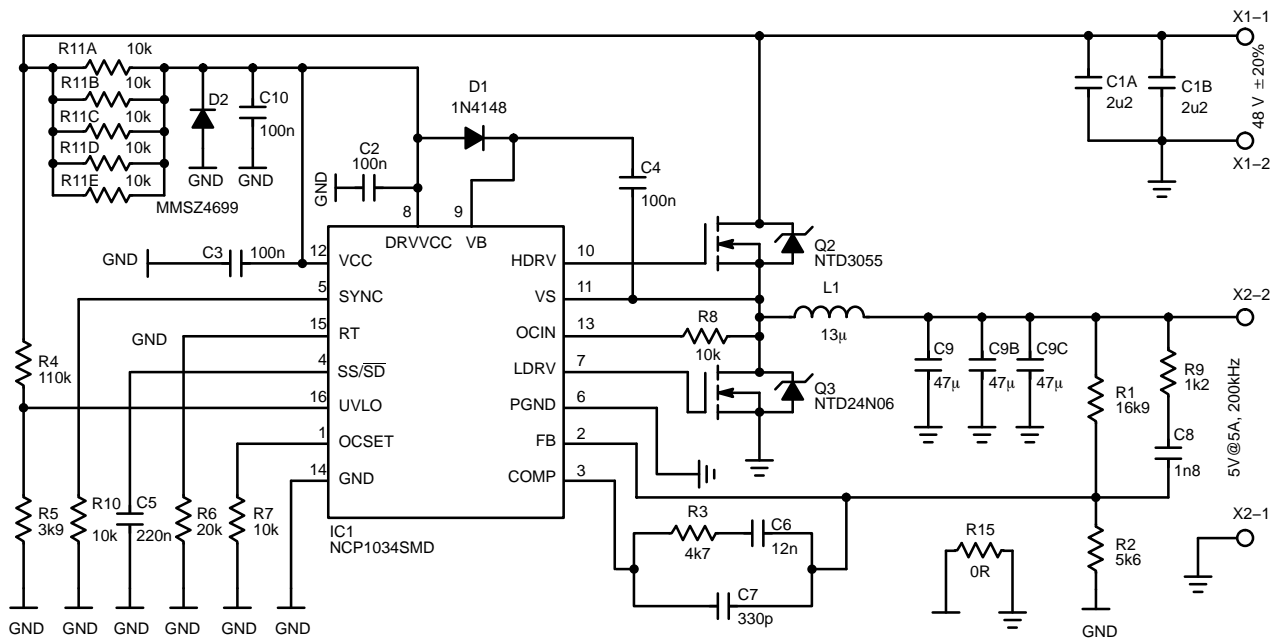 X1–1
R11A 10k
R11B 10k
R11C 10k
R11D 10k
R11E 10k
MMSZ4699
D2
GND
C10
100n
GND
D1
1N4148
C2
100n
GND
C4
100n
C1A
2u2
C1B
2u2
48 V ±20%
X1–2
8
9
DRVVCC
VB
GND
C3
100n
12
VCC
5
SYNC
GND
15
RT
4
SS/SD
16
UVLO
1
OCSET
14
GND
HDRV
10
VS
11
OCIN
13
LDRV
7
PGND
6
FB
2
COMP
3
IC1
NCP1034SMD
Q2
NTD3055
L1
13µ
X2–2
R8
10k
Q3
NTD24N06
C9
47µ
C9B
47µ
C9C
47µ
R1
16k9
R9
1k2
C8
1n8
5V@5A, 200kHz
R4
110k
R5
3k9
R10
10k
C5
220n
R6
20k
R7
10k
R3
4k7
C6
12n
C7
330p
R15
0R
R2
5k6
X2–1
GND
GND
GND
GND
GND
GND
GND